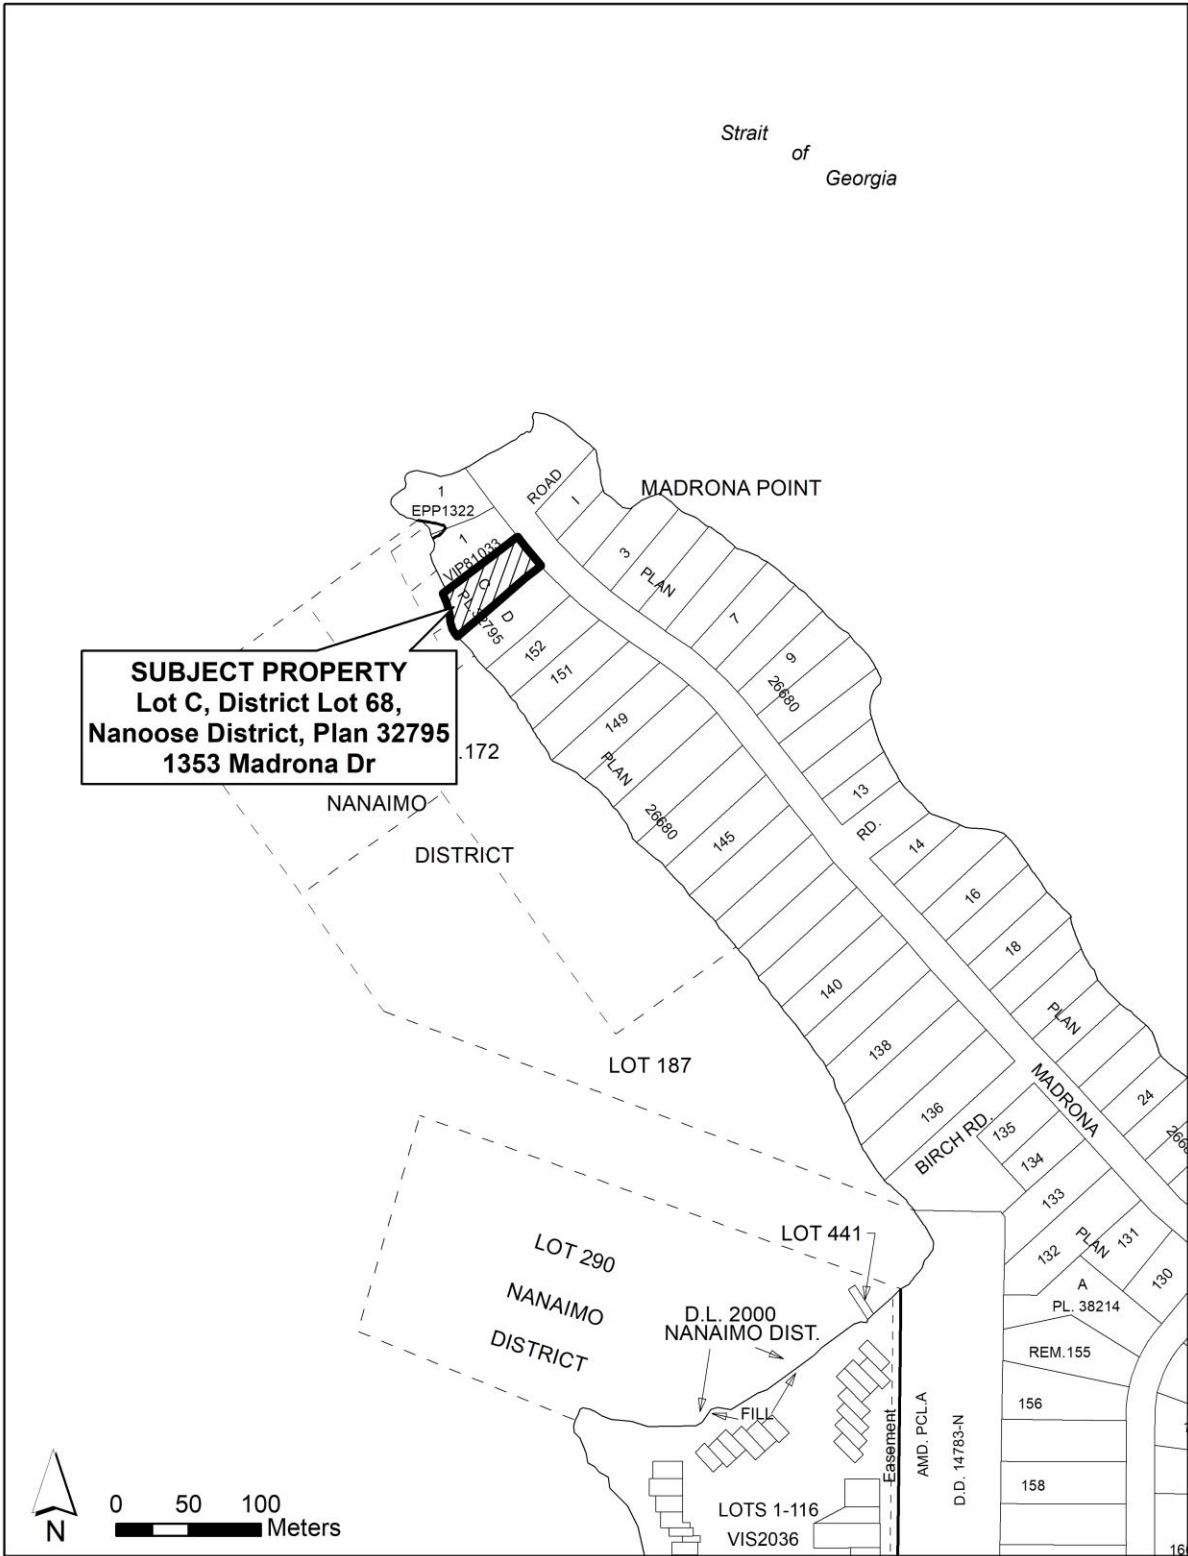 Strait
of
Georgia
MADRONA POINT
ROAD
1
EPP1322
1
VIP81033
C
PL 32795
D
1
3
PLAN
7
9
26680
13
RD.
14
16
18
PLAN
24
152
151
149
PLAN
26680
145
140
138
136
SUBJECT PROPERTY
Lot C, District Lot 68,
Nanoose District, Plan 32795
1353 Madrona Dr
.172
NANAIMO
DISTRICT
LOT 187
MADRONA
BIRCH RD.
135
134
133
132
PLAN
131
130
A
PL. 38214
REM.155
156
158
LOT 290
NANAIMO
DISTRICT
LOT 441
D.L. 2000
NANAIMO DIST.
FILL
Easement
AMD. PCL.A
D.D. 14783-N
LOTS 1-116
VIS2036
N
0 50 100
Meters